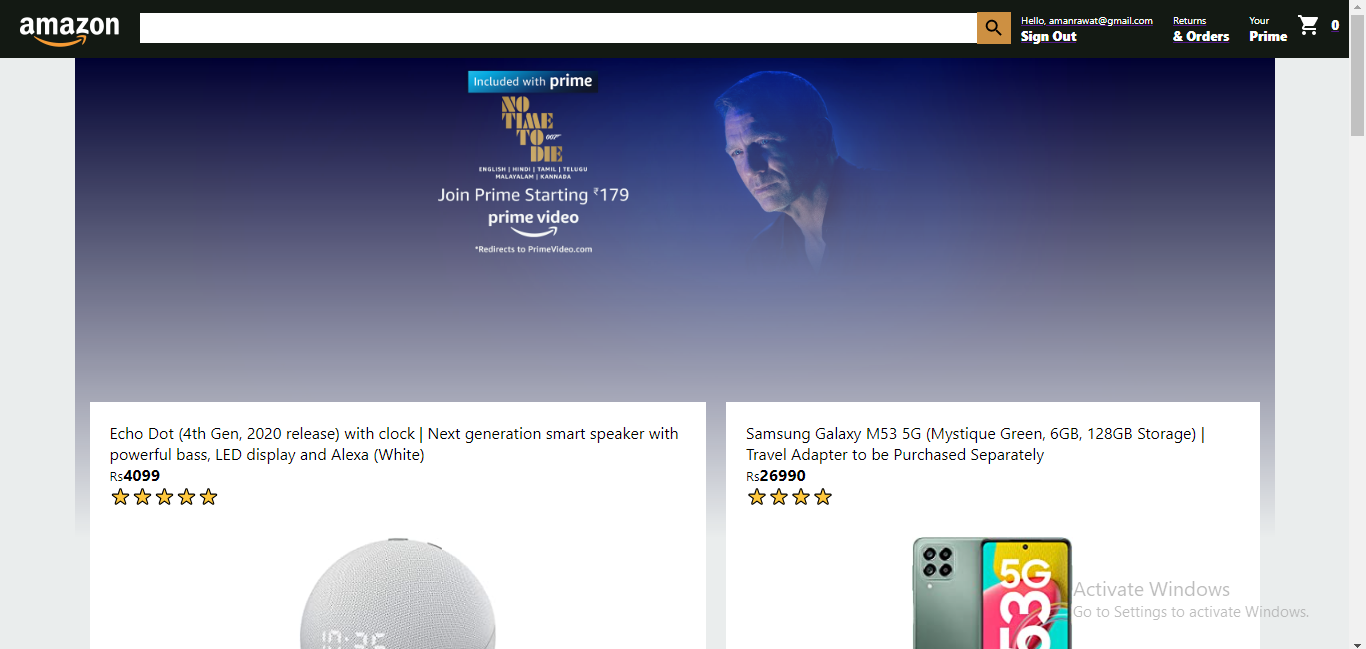 amazon
Hello, amanrawat@gmail.com
Sign Out
Returns
& Orders
Your
Prime
0
Included with prime
NO
TIME
TO 007
DIE
ENGLISH | HINDI | TAMIL | TELUGU
MALAYALAM | KANNADA
Join Prime Starting ₹179
prime video
*Redirects to PrimeVideo.com
Echo Dot (4th Gen, 2020 release) with clock | Next generation smart speaker with
powerful bass, LED display and Alexa (White)
Rs4099
Samsung Galaxy M53 5G (Mystique Green, 6GB, 128GB Storage) |
Travel Adapter to be Purchased Separately
Rs26990
5G
Activate Windows
Go to Settings to activate Windows.